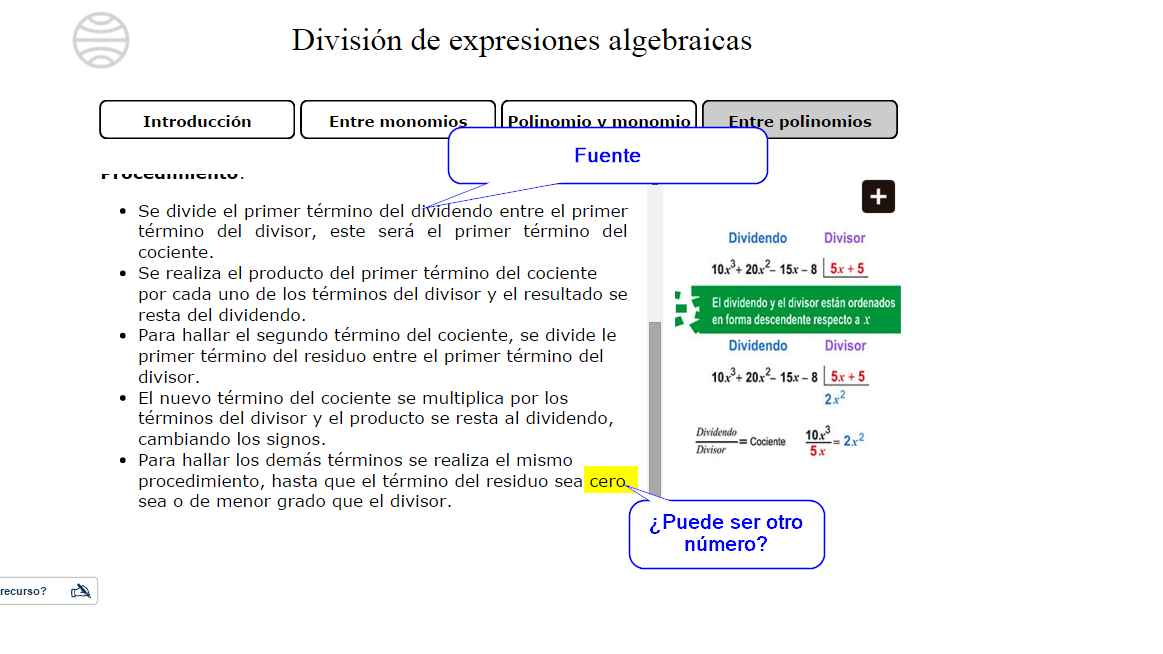 División de expresiones algebraicas
Introducción
Entre monomios
Polinomio y monomio
Entre polinomios
Fuente
Procedimiento:
• Se divide el primer término del dividendo entre el primer
término del divisor, este será el primer término del
cociente.
• Se realiza el producto del primer término del cociente
por cada uno de los términos del divisor y el resultado se
resta del dividendo.
• Para hallar el segundo término del cociente, se divide le
primer término del residuo entre el primer término del
divisor.
• El nuevo término del cociente se multiplica por los
términos del divisor y el producto se resta al dividendo,
cambiando los signos.
• Para hallar los demás términos se realiza el mismo
procedimiento, hasta que el término del residuo sea cero
sea o de menor grado que el divisor.
¿Puede ser otro
número?
+
Dividendo Divisor
10x³+ 20x²– 15x – 8 5x + 5
El dividendo y el divisor están ordenados
en forma descendente respecto a x
Dividendo Divisor
10x³+ 20x²– 15x – 8 5x + 5
2x²
Dividendo/Divisor = Cociente 10x³/5x = 2x²
recurso?